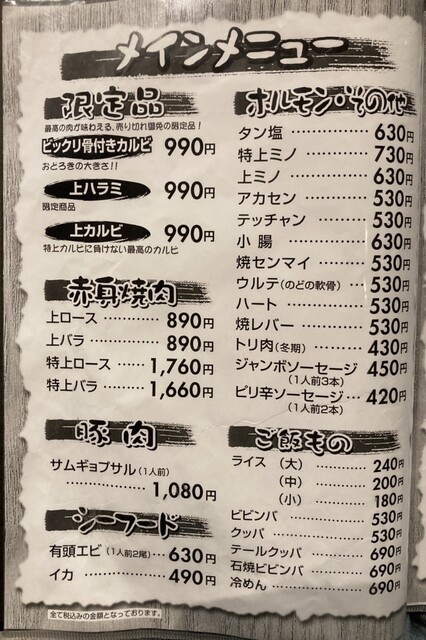 メインメニュー
限定品
最高の肉が味わえる、売り切れ御免の限定品!
ビックリ骨付きカルビ 990円
おどろきの大きさ!!
上ハラミ 990円
限定商品
上カルビ 990円
特上カルビに負けない最高のカルビ
赤身焼肉
上ロース ……… 890円
上バラ ………… 890円
特上ロース …… 1,760円
特上バラ ……… 1,660円
豚肉
サムギョプサル(1人前)
………………… 1,080円
シーフード
有頭エビ(1人前2尾)… 630円
イカ ……………… 490円
全て税込みの金額となっております。
ホルモン・その他
タン塩 ……………… 630円
特上ミノ …………… 730円
上ミノ ……………… 630円
アカセン …………… 530円
テッチャン ………… 530円
小腸 ………………… 630円
焼センマイ ………… 530円
ウルテ(のどの軟骨)… 530円
ハート ……………… 530円
焼レバー …………… 530円
トリ肉(冬期)……… 430円
ジャンボソーセージ 450円
(1人前3本)
ピリ辛ソーセージ… 420円
(1人前2本)
ご飯もの
ライス (大) ………… 240円
(中) ………… 200円
(小) ………… 180円
ビビンバ …………… 530円
クッパ ……………… 530円
テールクッパ ……… 690円
石焼ビビンバ ……… 690円
冷めん ……………… 690円